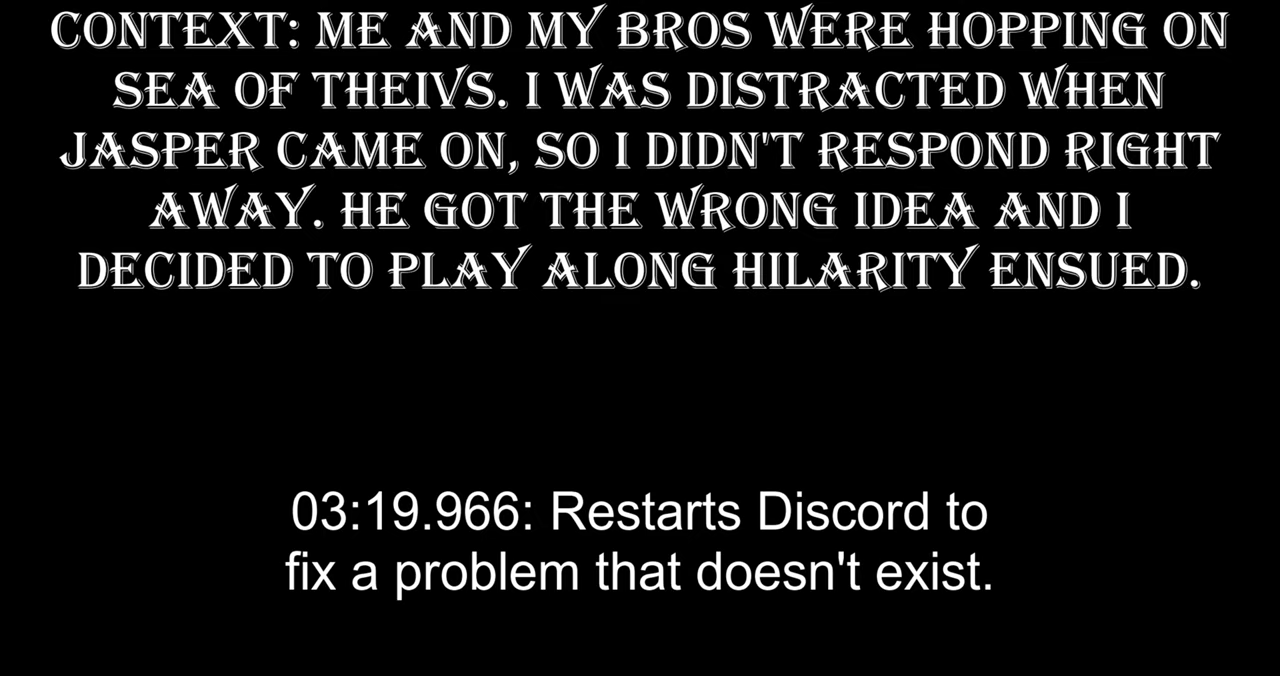 CONTEXT: ME AND MY BROS WERE HOPPING ON
SEA OF THEIVS. I WAS DISTRACTED WHEN
JASPER CAME ON, SO I DIDN'T RESPOND RIGHT
AWAY. HE GOT THE WRONG IDEA AND I
DECIDED TO PLAY ALONG HILARITY ENSUED.
03:19.966: Restarts Discord to
fix a problem that doesn't exist.